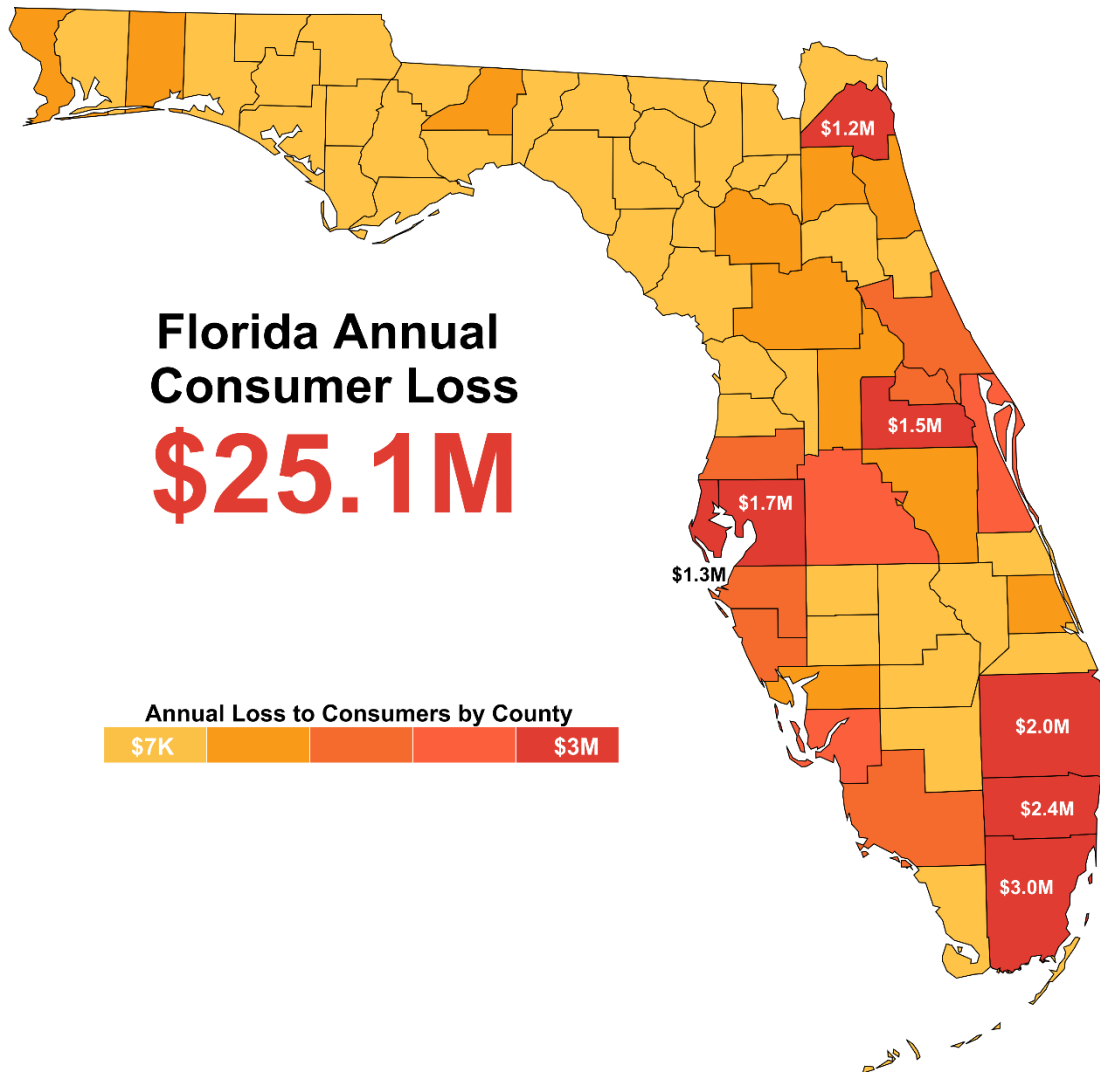 $1.2M
Florida Annual
Consumer Loss
$25.1M
$1.5M
$1.7M
$1.3M
Annual Loss to Consumers by County
$7K $3M
$2.0M
$2.4M
$3.0M